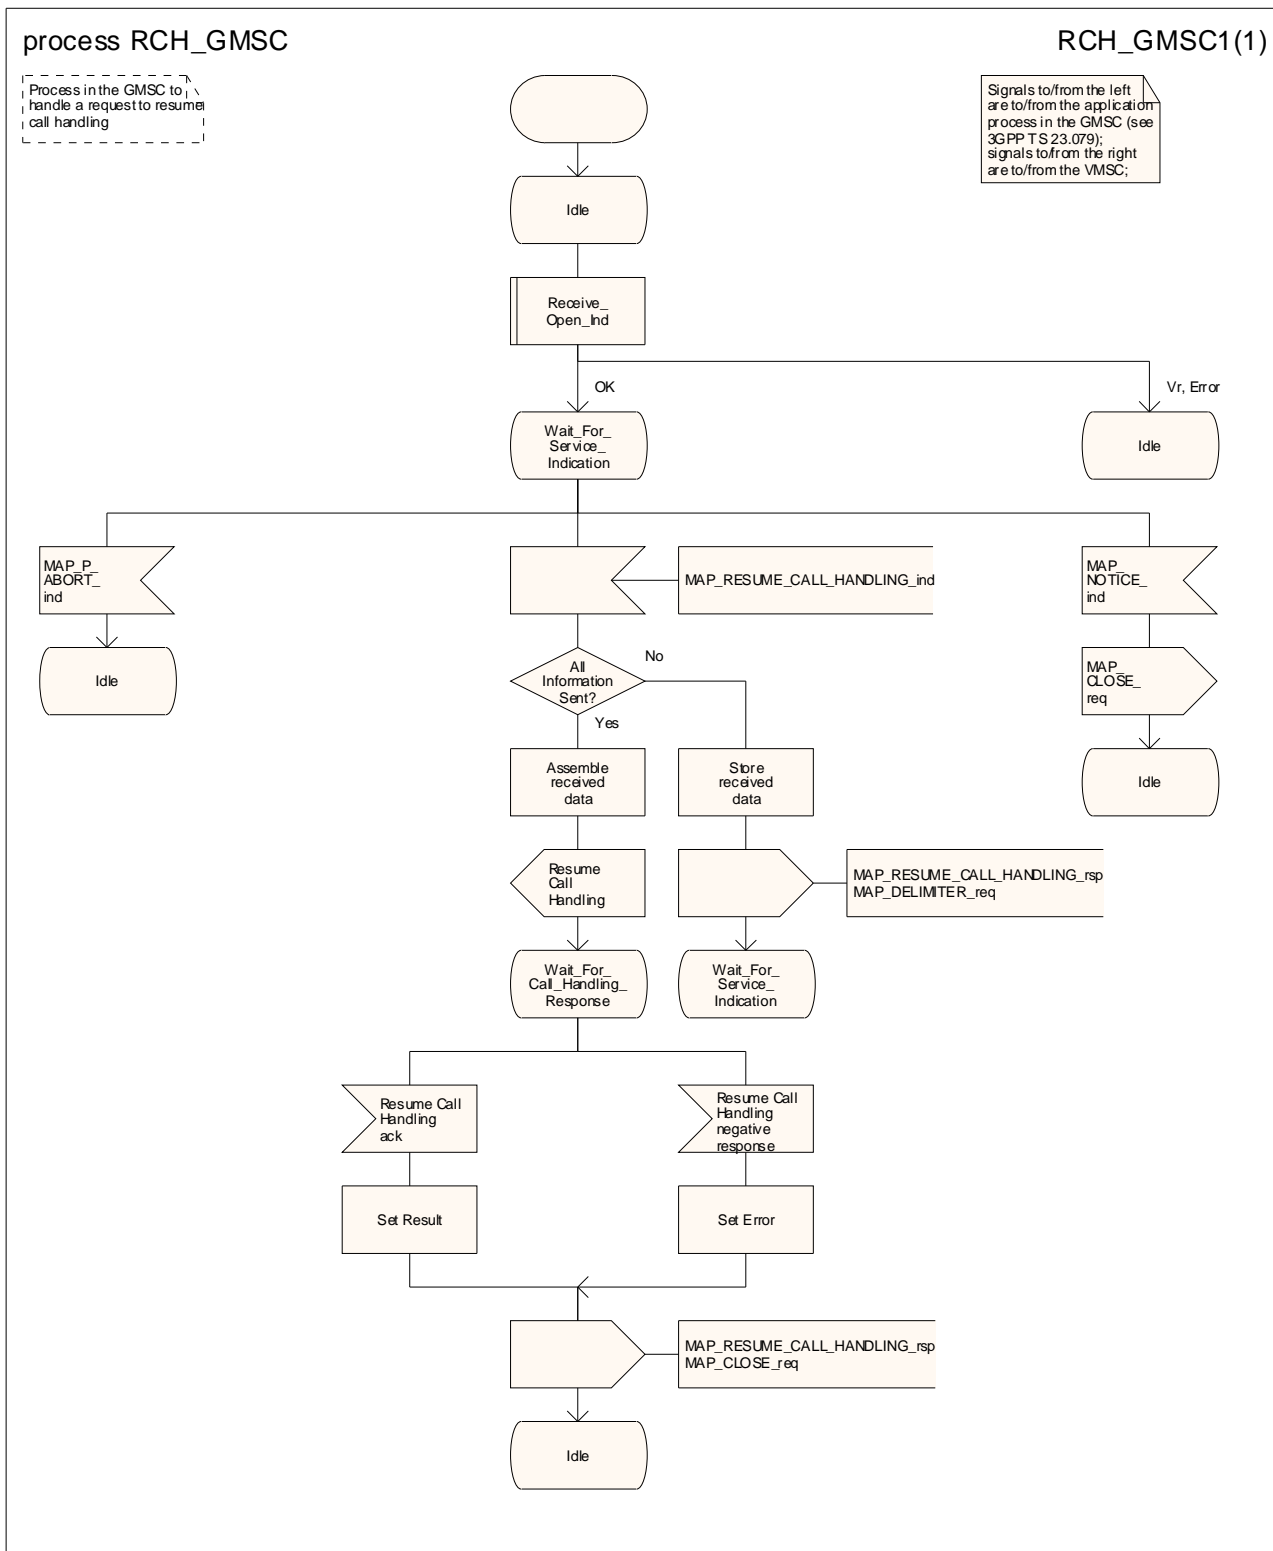 process RCH_GMSC
RCH_GMSC1(1)
Process in the GMSC to
handle a request to resume
call handling
Signals to/from the left
are to/from the application
process in the GMSC (see
3GPP TS 23.079);
signals to/from the right
are to/from the VMSC;
Idle
Receive_
Open_Ind
OK
Vr, Error
Wait_For_
Service_
Indication
Idle
MAP_P_
ABORT_
ind
MAP_RESUME_CALL_HANDLING_ind
MAP_
NOTICE_
ind
Idle
All
Information
Sent?
No
Yes
MAP_
CLOSE_
req
Assemble
received
data
Store
received
data
Idle
Resume
Call
Handling
MAP_RESUME_CALL_HANDLING_rsp
MAP_DELIMITER_req
Wait_For_
Call_Handling_
Response
Wait_For_
Service_
Indication
Resume Call
Handling
ack
Resume Call
Handling
negative
response
Set Result
Set Error
MAP_RESUME_CALL_HANDLING_rsp
MAP_CLOSE_req
Idle